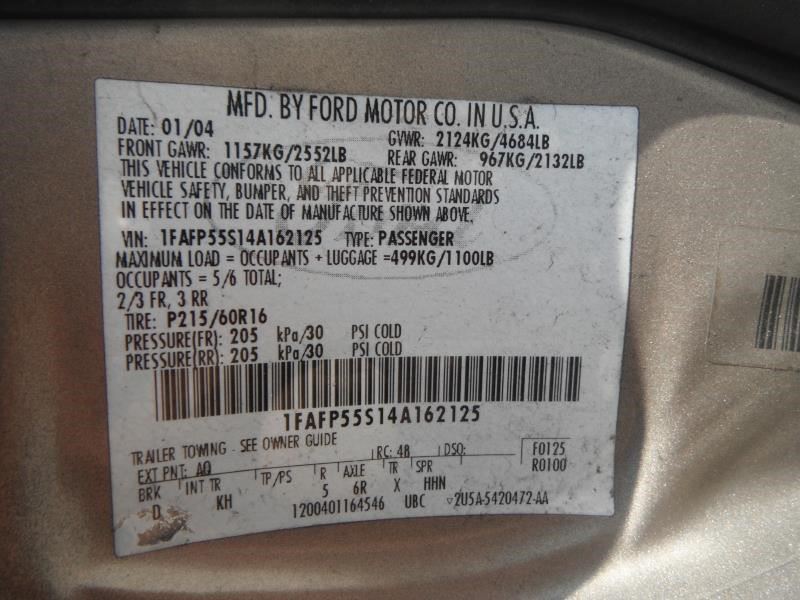 MFD. BY FORD MOTOR CO. IN U.S.A.
DATE: 01/04 GVWR: 2124KG/4684LB
FRONT GAWR: 1157KG/2552LB REAR GAWR: 967KG/2132LB
THIS VEHICLE CONFORMS TO ALL APPLICABLE FEDERAL MOTOR
VEHICLE SAFETY, BUMPER, AND THEFT PREVENTION STANDARDS
IN EFFECT ON THE DATE OF MANUFACTURE SHOWN ABOVE.
VIN: 1FAFP55S14A162125 TYPE: PASSENGER
MAXIMUM LOAD = OCCUPANTS + LUGGAGE =499KG/1100LB
OCCUPANTS = 5/6 TOTAL;
2/3 FR, 3 RR
TIRE: P215/60R16
PRESSURE(FR): 205 kPa/30 PSI COLD
PRESSURE(RR): 205 kPa/30 PSI COLD
1FAFP55S14A162125
TRAILER TOWING - SEE OWNER GUIDE
EXT PNT: AQ RC: 48 DSO: F0125
R0100
BRK INT TR TP/PS R AXLE TR SPR
D KH 5 6R X HHN
1200401164546 UBC ▽2U5A-5420472-AA